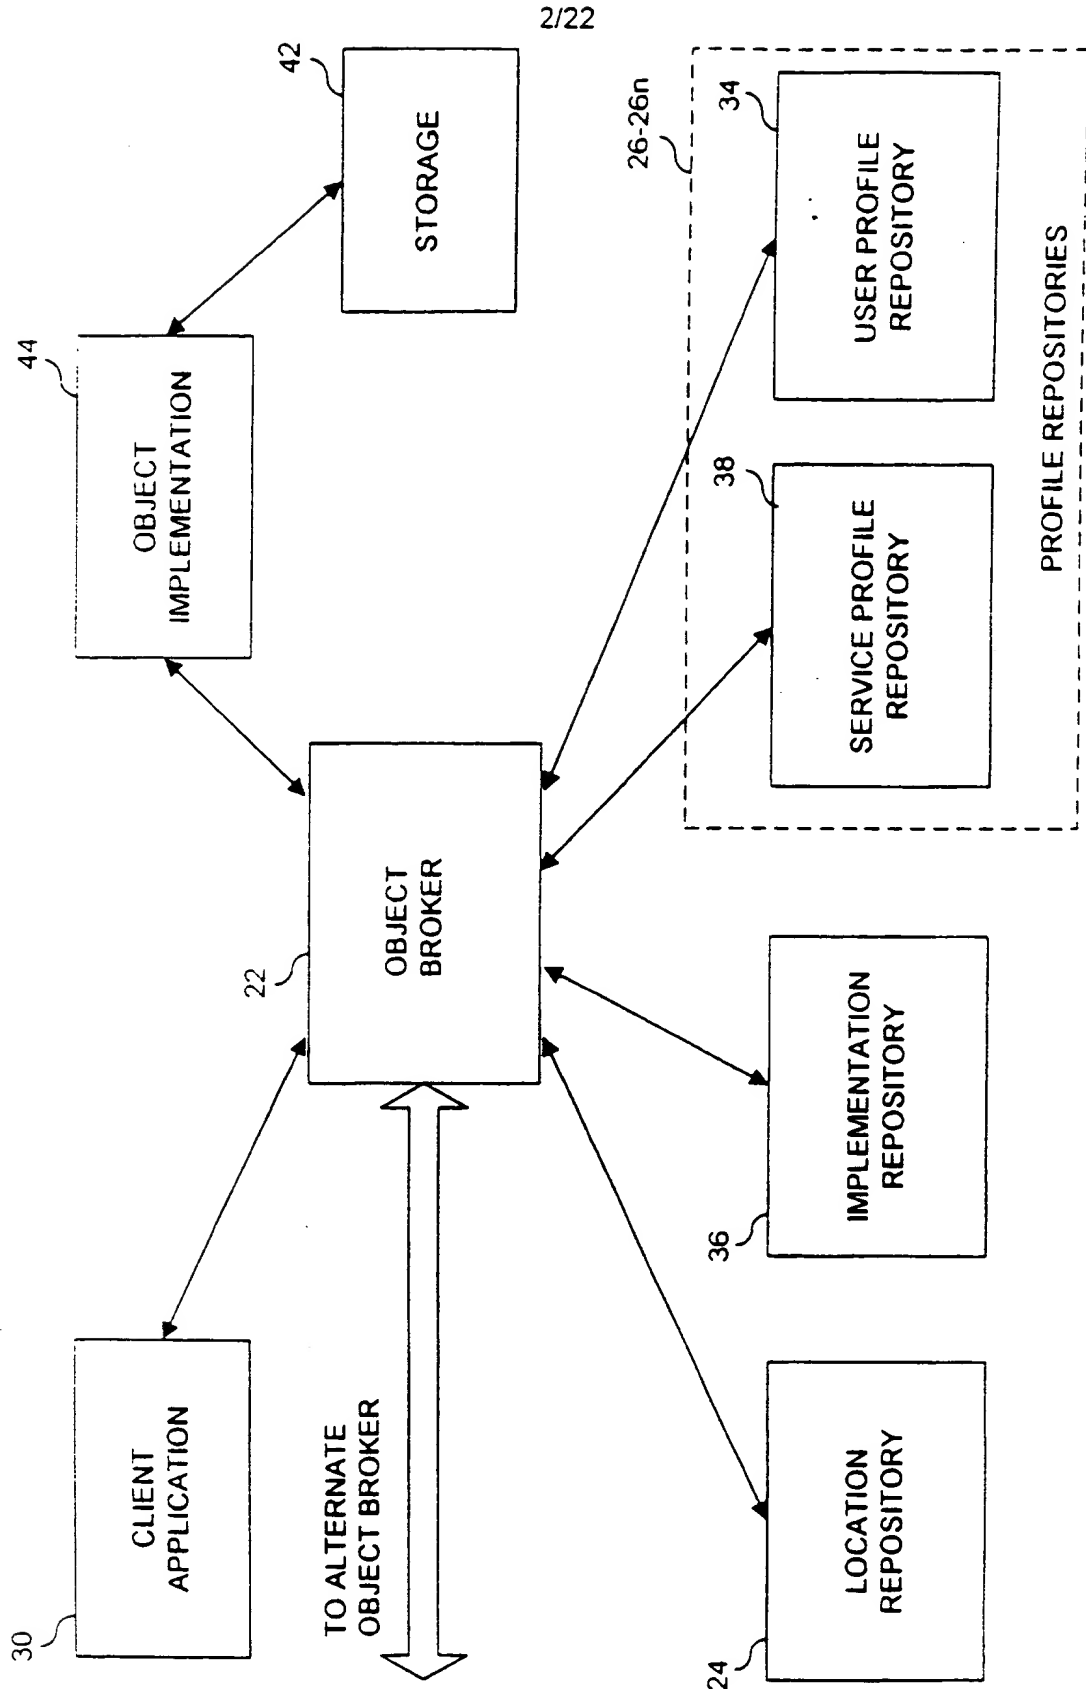 2/22
30
CLIENT
APPLICATION
44
OBJECT
IMPLEMENTATION
42
STORAGE
TO ALTERNATE
OBJECT BROKER
22
OBJECT
BROKER
24
LOCATION
REPOSITORY
36
IMPLEMENTATION
REPOSITORY
26-26n
38
SERVICE PROFILE
REPOSITORY
34
USER PROFILE
REPOSITORY
PROFILE REPOSITORIES